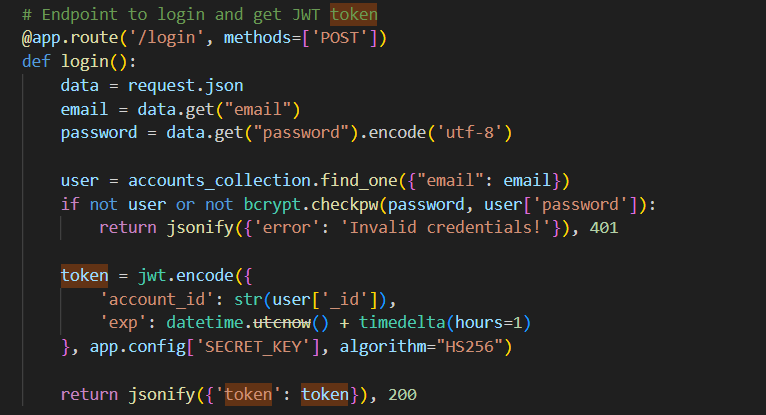 # Endpoint to login and get JWT token
@app.route('/login', methods=['POST'])
def login():
    data = request.json
    email = data.get("email")
    password = data.get("password").encode('utf-8')

    user = accounts_collection.find_one({"email": email})
    if not user or not bcrypt.checkpw(password, user['password']):
        return jsonify({'error': 'Invalid credentials!'}), 401

    token = jwt.encode({
        'account_id': str(user['_id']),
        'exp': datetime.utcnow() + timedelta(hours=1)
    }, app.config['SECRET_KEY'], algorithm="HS256")

    return jsonify({'token': token}), 200